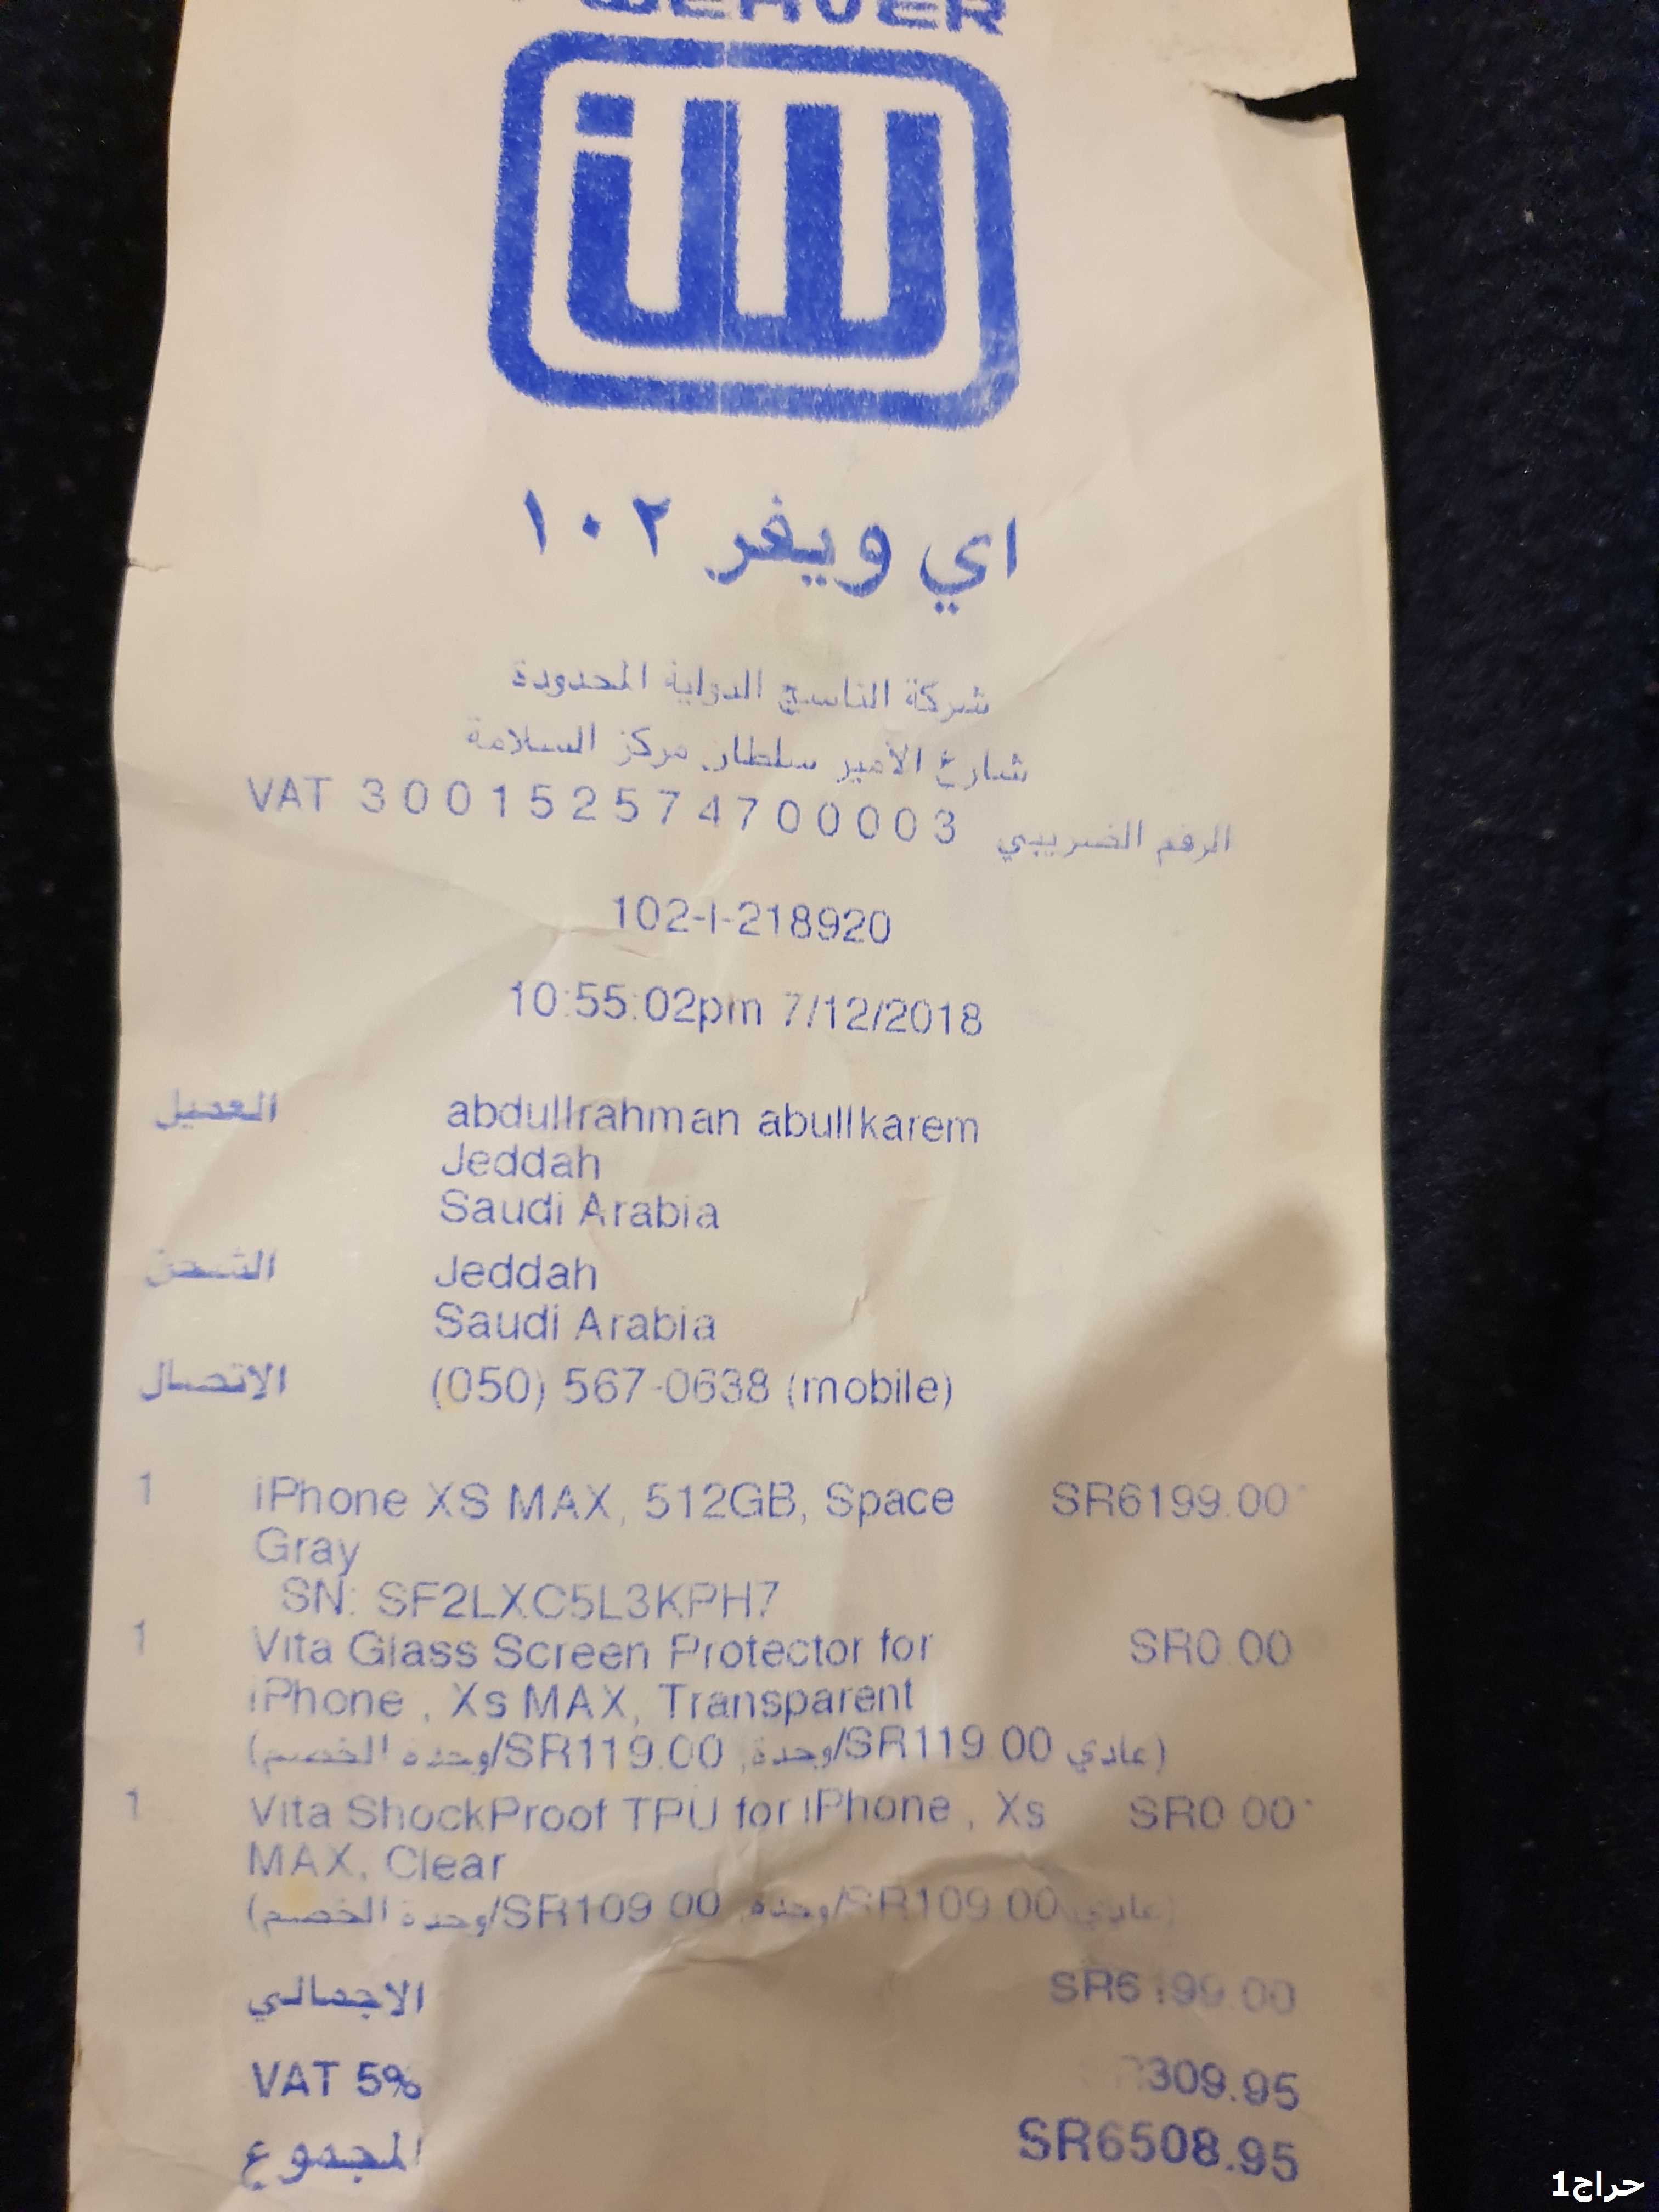 WEAVER
اي ويفر ١٠٢
شركة الناسج الدولية المحدودة
شارع الأمير سلطان مركز السلامة
VAT 300152574700003 الرقم الضريبي
102-I-218920
10:55:02pm 7/12/2018
العميل abdullrahman abullkarem
Jeddah
Saudi Arabia
الشحن Jeddah
Saudi Arabia
الاتصال (050) 567-0638 (mobile)
1 iPhone XS MAX, 512GB, Space SR6199.00*
Gray
SN: SF2LXC5L3KPH7
1 Vita Glass Screen Protector for SR0.00
iPhone , Xs MAX, Transparent
(عادي SR119.00/وحدة, SR119.00/وحدة الخصم)
1 Vita ShockProof TPU for iPhone , Xs SR0.00*
MAX, Clear
(عادي SR109.00/وحدة, SR109.00/وحدة الخصم)
الاجمالي SR6199.00
VAT 5% SR309.95
المجموع SR6508.95
حراج1